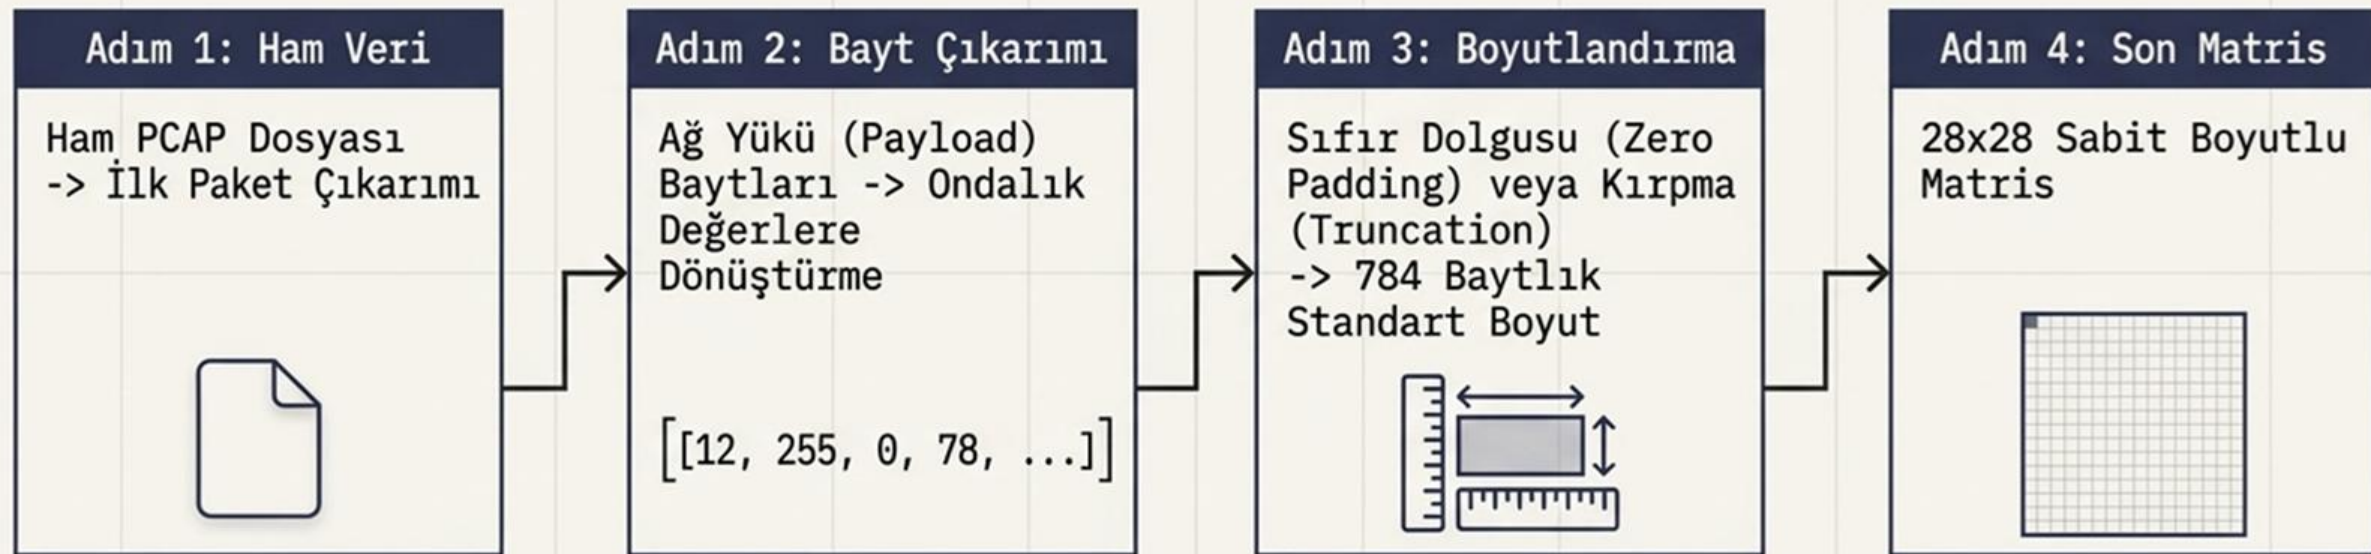 Adım 1: Ham Veri
Ham PCAP Dosyası
-> İlk Paket Çıkarımı
Adım 2: Bayt Çıkarımı
Ağ Yükü (Payload)
Baytları -> Ondalık
Değerlere
Dönüştürme
[[12, 255, 0, 78, ...]]
Adım 3: Boyutlandırma
Sıfır Dolgusu (Zero
Padding) veya Kırpma
(Truncation)
-> 784 Baytlık
Standart Boyut
Adım 4: Son Matris
28x28 Sabit Boyutlu
Matris